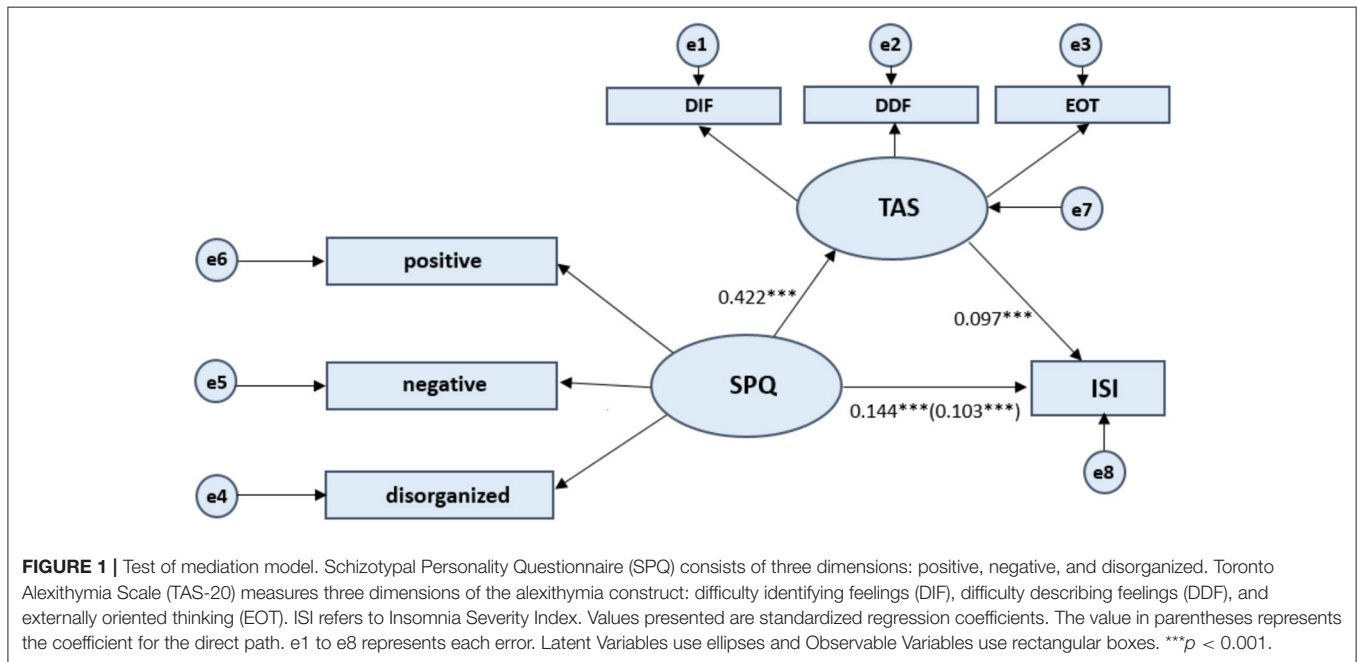 e1
e2
e3
DIF
DDF
EOT
TAS
e7
e6
positive
0.422***
0.097***
e5
negative
SPQ
ISI
0.144***(0.103***)
e4
disorganized
e8
FIGURE 1 | Test of mediation model. Schizotypal Personality Questionnaire (SPQ) consists of three dimensions: positive, negative, and disorganized. Toronto
Alexithymia Scale (TAS-20) measures three dimensions of the alexithymia construct: difficulty identifying feelings (DIF), difficulty describing feelings (DDF), and
externally oriented thinking (EOT). ISI refers to Insomnia Severity Index. Values presented are standardized regression coefficients. The value in parentheses represents
the coefficient for the direct path. e1 to e8 represents each error. Latent Variables use ellipses and Observable Variables use rectangular boxes. ***p < 0.001.